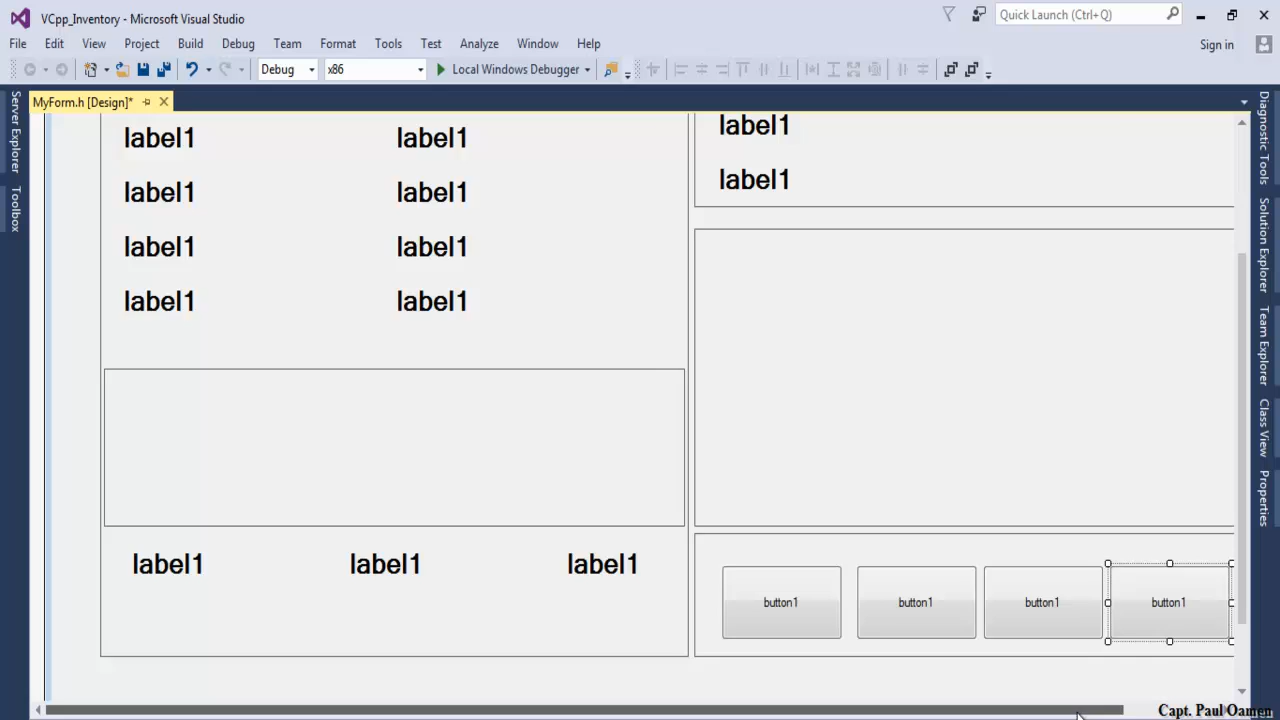 VCpp_Inventory - Microsoft Visual Studio
Quick Launch (Ctrl+Q)
File Edit View Project Build Debug Team Format Tools Test Analyze Window Help
Sign in
Debug x86 Local Windows Debugger
MyForm.h [Design]*
Server Explorer
Toolbox
label1 label1 label1
label1 label1 label1
label1 label1
label1 label1
label1 label1 label1
button1 button1 button1 button1
Diagnostic Tools
Solution Explorer
Team Explorer
Class View
Properties
Capt. Paul Oamen